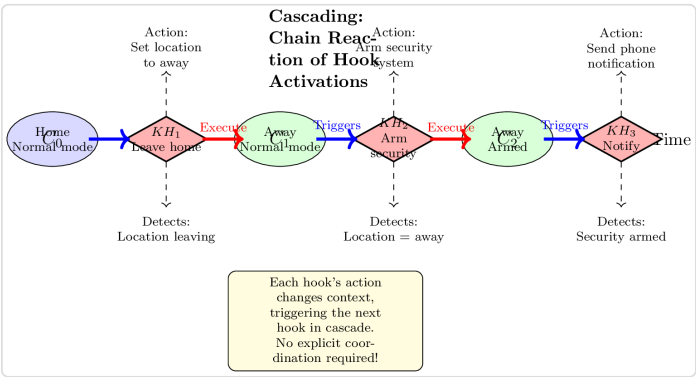 Cascading:
Chain Reac-
tion of Hook
Activations
Action:
Set location
to away
Action:
Arm security
system
Action:
Send phone
notification
C0
Home
Normal mode
KH1
Leave home
Execute
C1
Away
Normal mode
Triggers
KH2
Arm
security
Execute
C2
Away
Armed
Triggers
KH3
Notify
Time
Detects:
Location leaving
Detects:
Location = away
Detects:
Security armed
Each hook's action
changes context,
triggering the next
hook in cascade.
No explicit coor-
dination required!